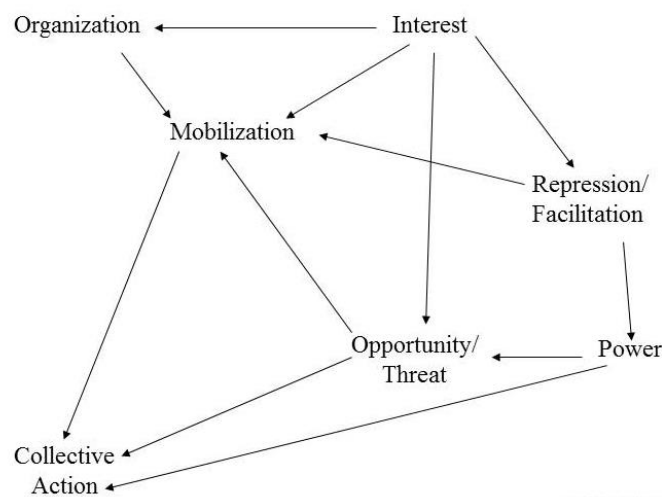 Organization
Interest
Mobilization
Repression/
Facilitation
Opportunity/
Threat
Power
Collective
Action